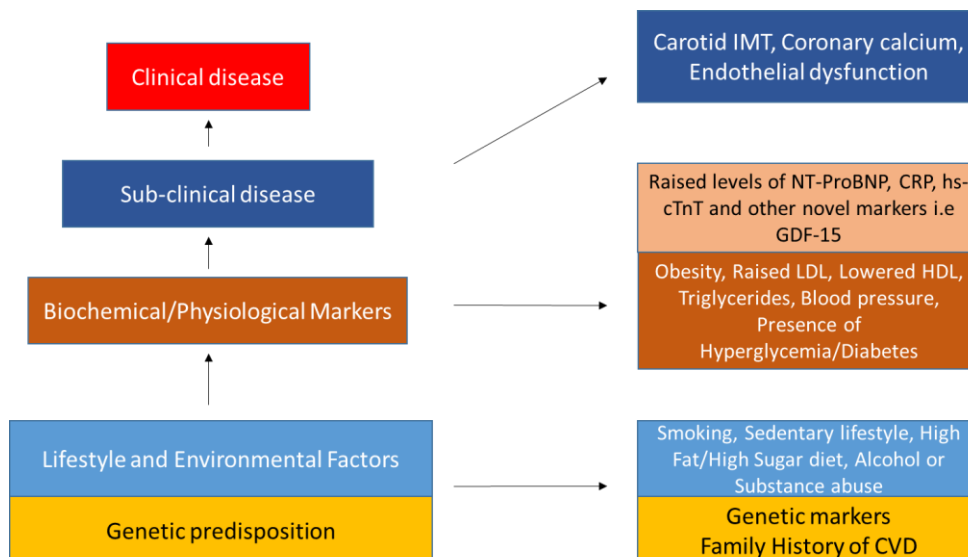 Clinical disease
Sub-clinical disease
Biochemical/Physiological Markers
Lifestyle and Environmental Factors
Genetic predisposition
Carotid IMT, Coronary calcium,
Endothelial dysfunction
Raised levels of NT-ProBNP, CRP, hs-
cTnT and other novel markers i.e
GDF-15
Obesity, Raised LDL, Lowered HDL,
Triglycerides, Blood pressure,
Presence of
Hyperglycemia/Diabetes
Smoking, Sedentary lifestyle, High
Fat/High Sugar diet, Alcohol or
Substance abuse
Genetic markers
Family History of CVD